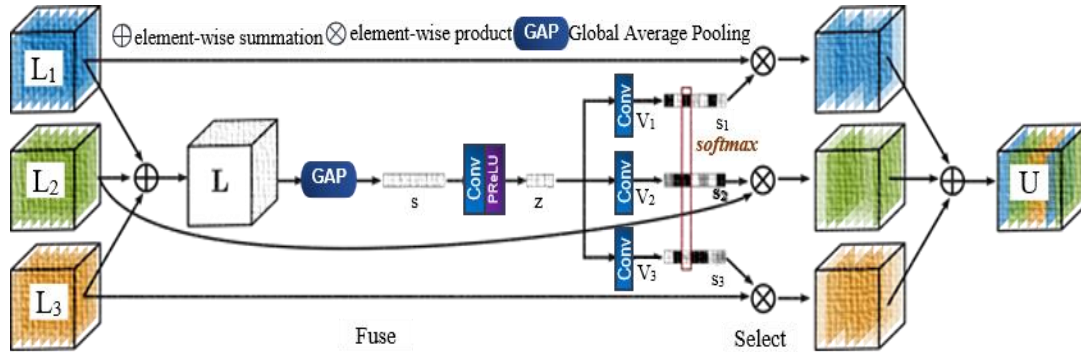 ⊕ element-wise summation ⊗ element-wise product GAP Global Average Pooling
L1
L2
L3
L
GAP
s
Conv
PReLU
z
Conv
V1
s1
softmax
Conv
V2
s2
Conv
V3
s3
U
Fuse
Select